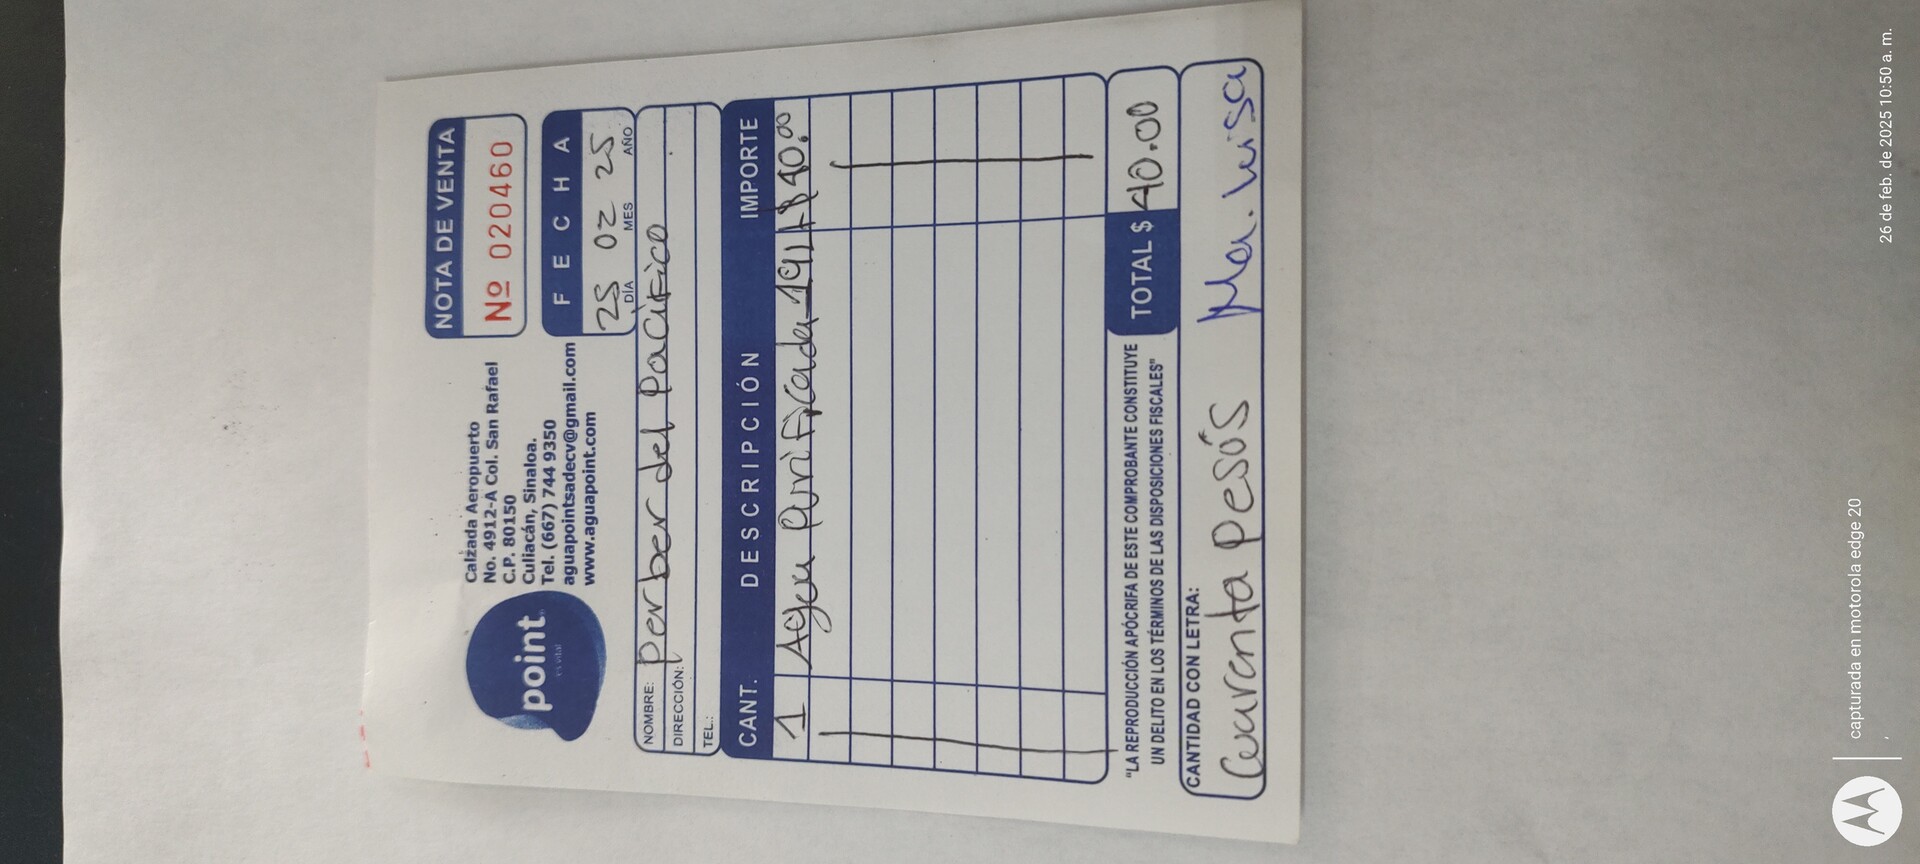 point
es vital
Calzada Aeropuerto
No. 4912-A Col. San Rafael
C.P. 80150
Culiacán, Sinaloa.
Tel. (667) 744 9350
aguapointsadecv@gmail.com
www.aguapoint.com
NOTA DE VENTA
Nº 020460
FECHA
25 02 25
DÍA MES AÑO
NOMBRE: Perber del Pacifico
DIRECCIÓN:
TEL.:
CANT. DESCRIPCIÓN IMPORTE
1 Agua Purificada 19 Lt $40.00
"LA REPRODUCCIÓN APÓCRIFA DE ESTE COMPROBANTE CONSTITUYE
UN DELITO EN LOS TÉRMINOS DE LAS DISPOSICIONES FISCALES"
TOTAL $ 40.00
CANTIDAD CON LETRA:
Cuarenta Pesos Ma. Luisa
capturada en motorola edge 20
26 de feb. de 2025 10:50 a. m.